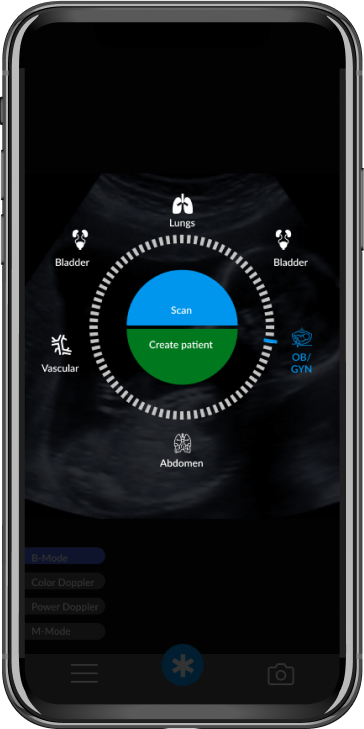 Lungs
Bladder
Bladder
Scan
Create patient
Vascular
OB/
GYN
Abdomen
B-Mode
Color Doppler
Power Doppler
M-Mode